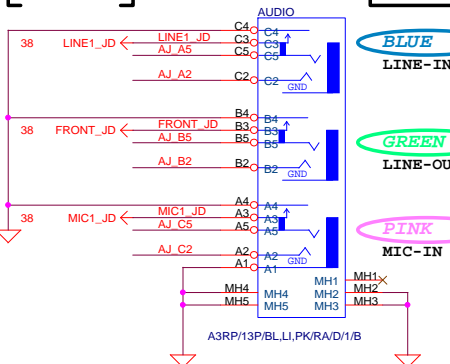 AUDIO
C4 C4
38 LINE1_JD LINE1_JD C3 C3
AJ_A5 C5 C5
BLUE
LINE-IN
AJ_A2 C2 C2
GND
B4 B4
38 FRONT_JD FRONT_JD B3 B3
AJ_B5 B5 B5
GREEN
LINE-OU
AJ_B2 B2 B2
GND
A4 A4
38 MIC1_JD MIC1_JD A3 A3
AJ_C5 A5 A5
PINK
MIC-IN
AJ_C2 A2 A2
GND
A1 A1
MH1 MH1
MH4 MH4 MH2 MH2
MH5 MH5 MH3 MH3
A3RP/13P/BL,LI,PK/RA/D/1/B